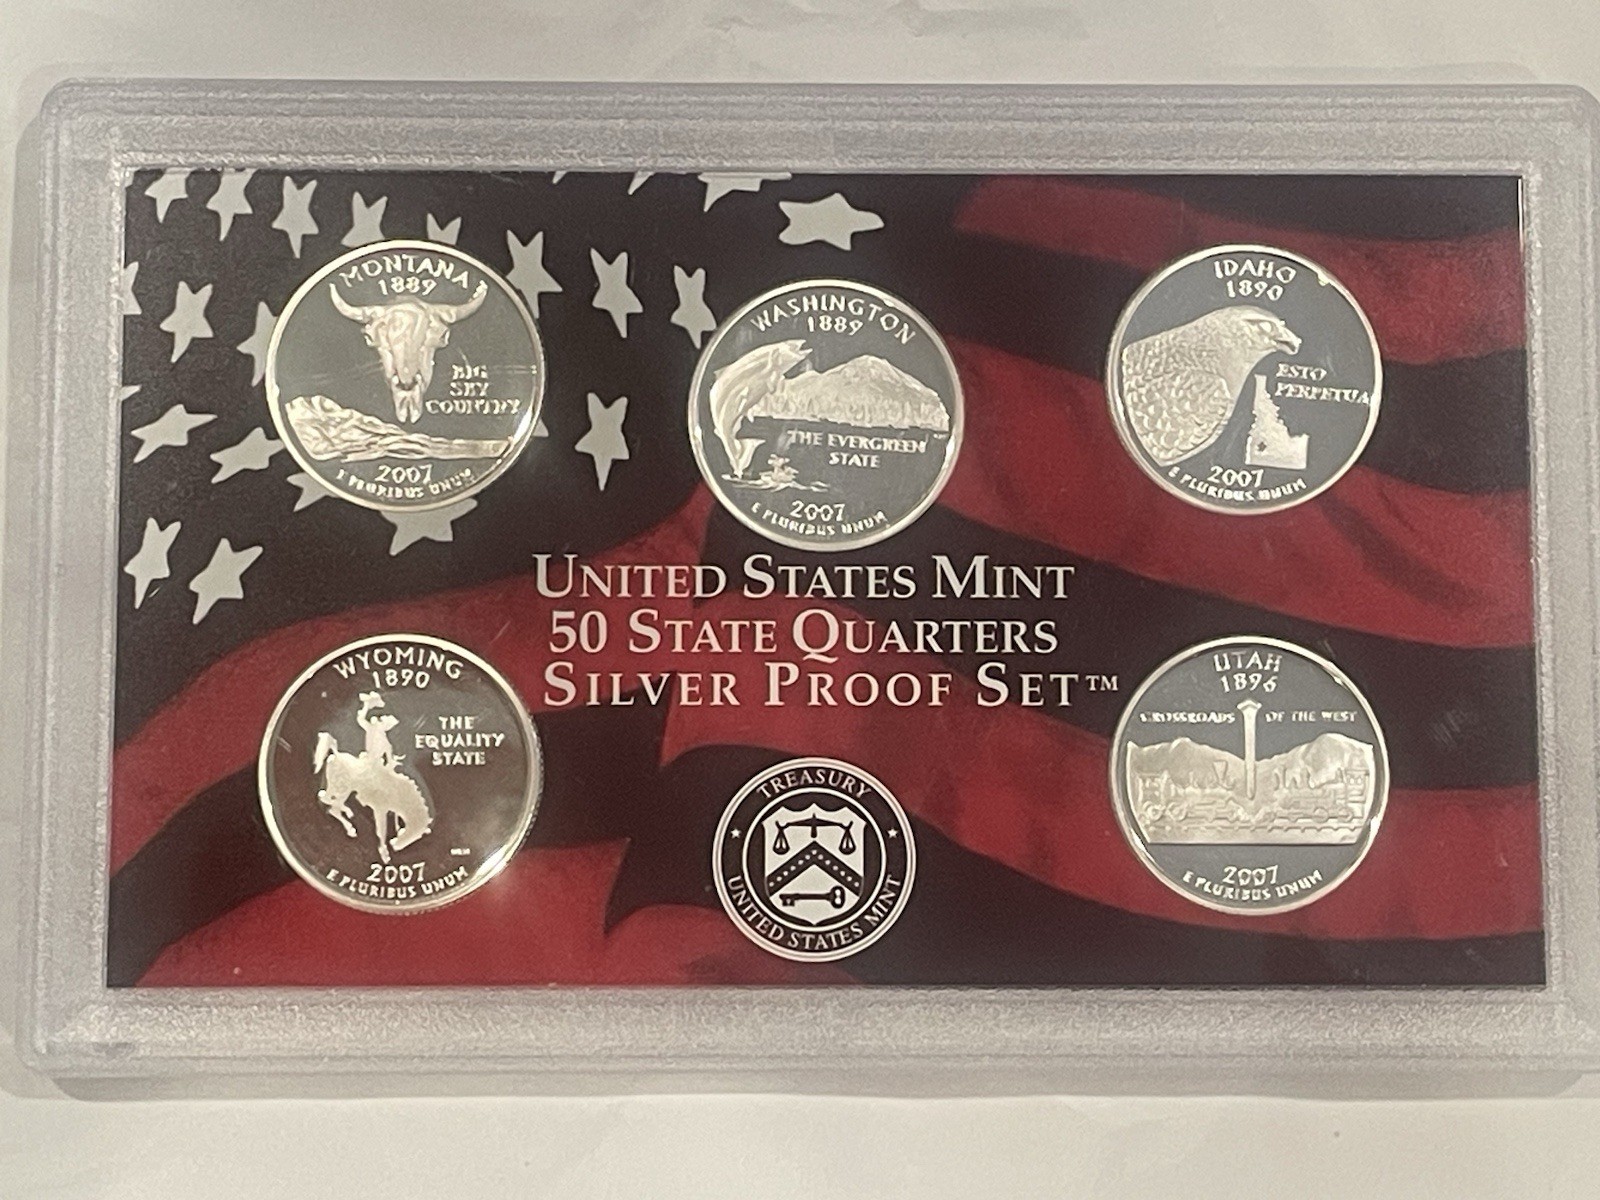 MONTANA
1889
BIG
SKY
COUNTRY
2007
E PLURIBUS UNUM
WASHINGTON
1889
THE EVERGREEN
STATE
2007
E PLURIBUS UNUM
IDAHO
1890
ESTO
PERPETUA
2007
E PLURIBUS UNUM
UNITED STATES MINT
50 STATE QUARTERS
SILVER PROOF SET™
WYOMING
1890
THE
EQUALITY
STATE
2007
E PLURIBUS UNUM
TREASURY
UNITED STATES MINT
UTAH
1896
CROSSROADS OF THE WEST
2007
E PLURIBUS UNUM